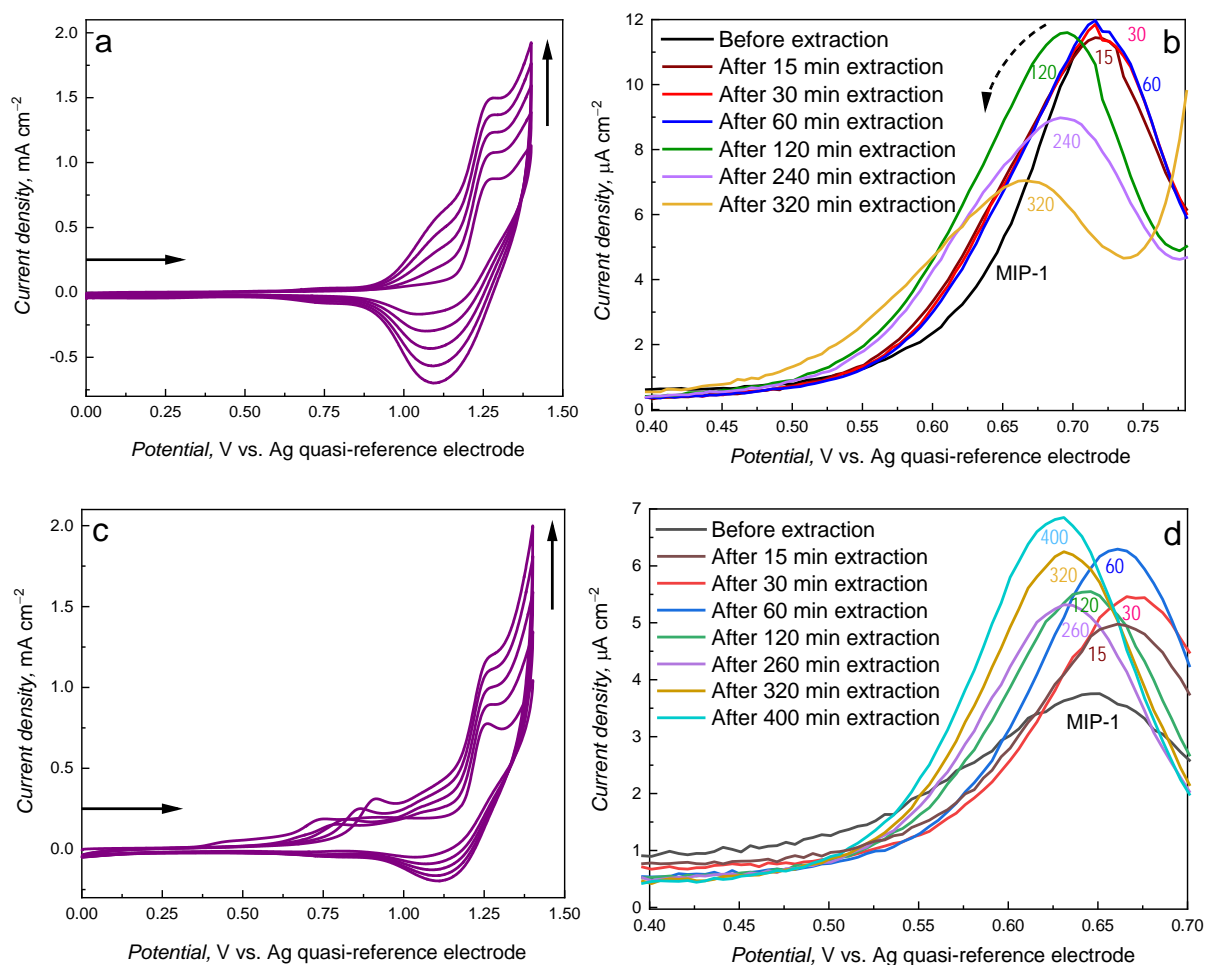 a
2.0
1.5
1.0
0.5
0.0
-0.5
Current density, mA cm⁻²
0.00 0.25 0.50 0.75 1.00 1.25 1.50
Potential, V vs. Ag quasi-reference electrode
b
12
10
8
6
4
2
0
Current density, µA cm⁻²
Before extraction
After 15 min extraction
After 30 min extraction
After 60 min extraction
After 120 min extraction
After 240 min extraction
After 320 min extraction
30
15
120
60
240
320
MIP-1
0.40 0.45 0.50 0.55 0.60 0.65 0.70 0.75
Potential, V vs. Ag quasi-reference electrode
c
2.0
1.5
1.0
0.5
0.0
Current density, mA cm⁻²
0.00 0.25 0.50 0.75 1.00 1.25 1.50
Potential, V vs. Ag quasi-reference electrode
d
7
6
5
4
3
2
1
0
Current density, µA cm⁻²
Before extraction
After 15 min extraction
After 30 min extraction
After 60 min extraction
After 120 min extraction
After 260 min extraction
After 320 min extraction
After 400 min extraction
400
320
60
120
30
260
15
MIP-1
0.40 0.45 0.50 0.55 0.60 0.65 0.70
Potential, V vs. Ag quasi-reference electrode